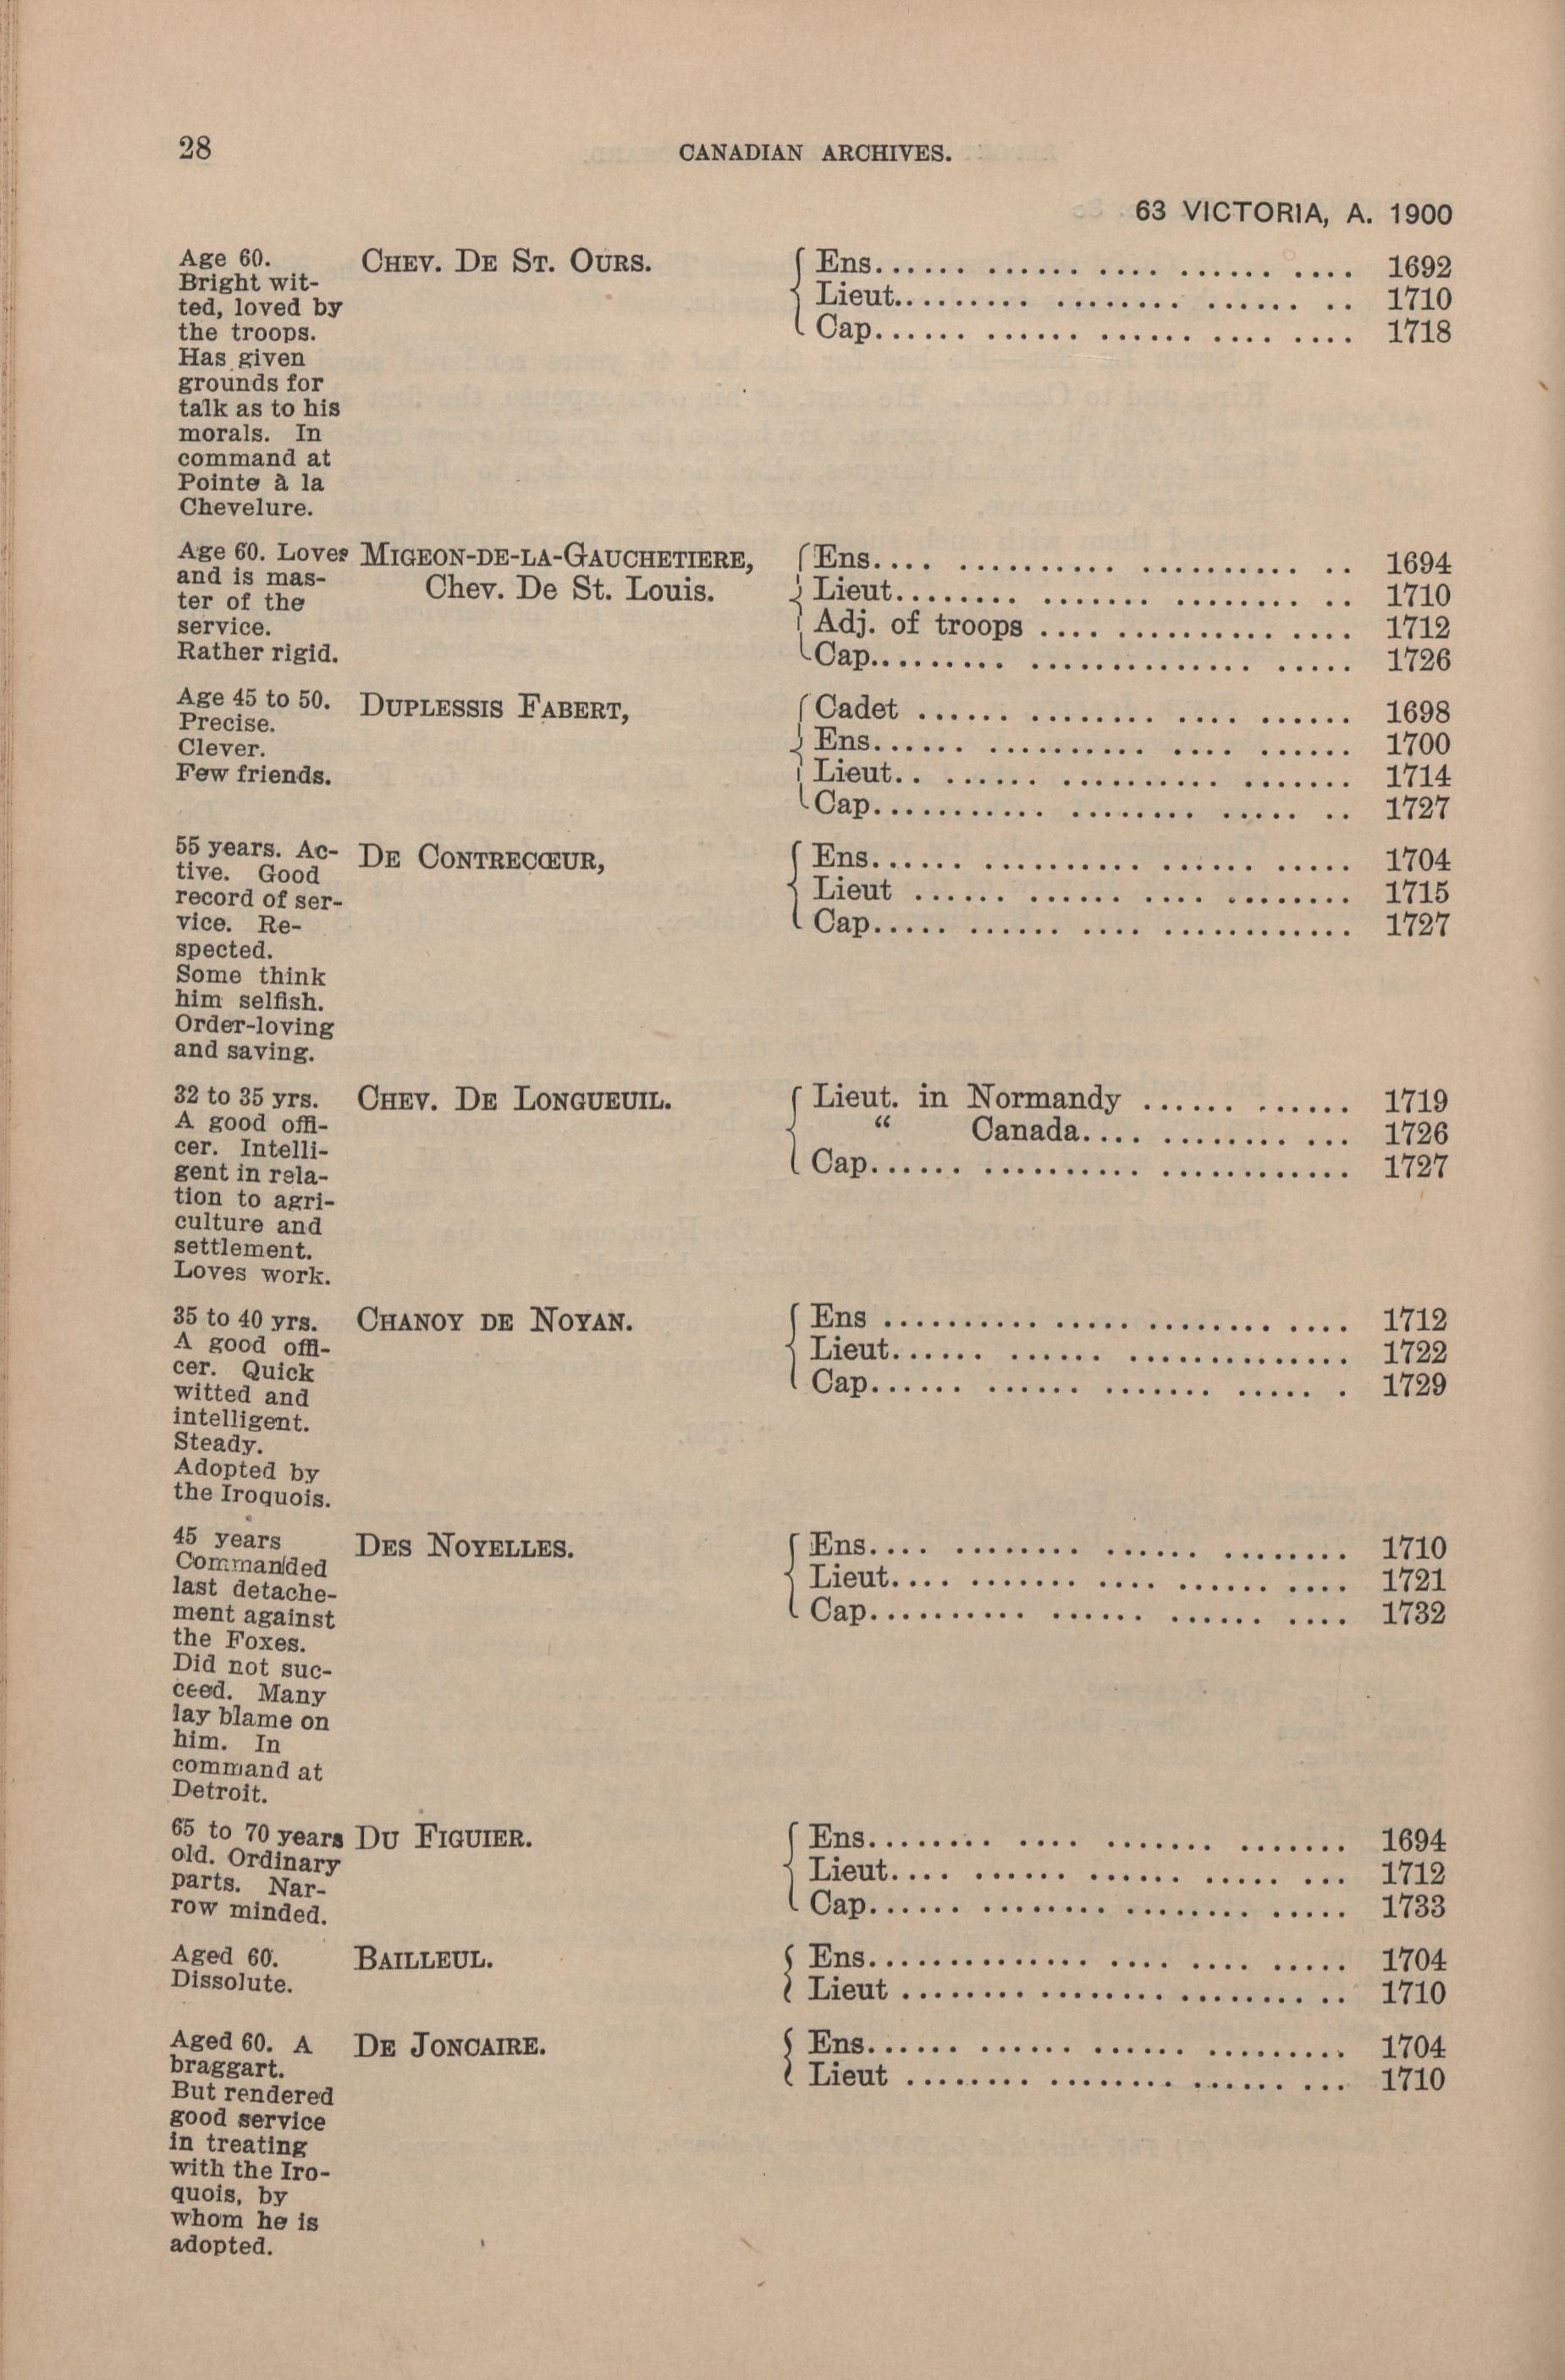 28
CANADIAN ARCHIVES.
63 VICTORIA, A. 1900
Age 60.
Bright wit-
ted, loved by
the troops.
Has given
grounds for
talk as to his
morals. In
command at
Pointe à la
Chevelure.
CHEV. DE ST. OURS.
Ens...... ...... .... ...... .... 1692
Lieut......... ........ ...... .. 1710
Cap...... ...... ...... .... .... 1718
Age 60. Loves
and is mas-
ter of the
service.
Rather rigid.
MIGEON-DE-LA-GAUCHETIERE,
Chev. De St. Louis.
Ens.... .......... .......... .. 1694
Lieut........ ....... ........ .. 1710
Adj. of troops .... ........... .... 1712
Cap......... .............. ..... 1726
Age 45 to 50.
Precise.
Clever.
Few friends.
DUPLESSIS FABERT,
Cadet ...... ........ .... ...... 1698
Ens...... .......... .... ...... 1700
Lieut.. ...... .......... ....... 1714
Cap........... ........ ..... .. 1727
55 years. Ac-
tive. Good
record of ser-
vice. Re-
spected.
Some think
him selfish.
Order-loving
and saving.
DE CONTRECŒUR,
Ens...... .......... ...... ..... 1704
Lieut ...... ...... .... ........ 1715
Cap..... ...... .... ............ 1727
32 to 35 yrs.
A good offi-
cer. Intelli-
gent in rela-
tion to agri-
culture and
settlement.
Loves work.
CHEV. DE LONGUEUIL.
Lieut. in Normandy ...... ...... 1719
“ Canada.... ......... ... 1726
Cap...... .......... ............ 1727
35 to 40 yrs.
A good offi-
cer. Quick
witted and
intelligent.
Steady.
Adopted by
the Iroquois.
CHANOY DE NOYAN.
Ens .......... ..... ........ .... 1712
Lieut...... ...... .............. 1722
Cap...... ...... ....... ..... . 1729
45 years
Commanded
last detache-
ment against
the Foxes.
Did not suc-
ceed. Many
lay blame on
him. In
command at
Detroit.
DES NOYELLES.
Ens.... ........ ...... ........ 1710
Lieut.... ....... .... ...... .... 1721
Cap.......... ...... ...... .... 1732
65 to 70 years
old. Ordinary
parts. Nar-
row minded.
DU FIGUIER.
Ens........ .... ....... ....... 1694
Lieut.... ...... ...... ..... ... 1712
Cap...... ........ ........ ..... 1733
Aged 60.
Dissolute.
BAILLEUL.
Ens.............. .... .... ..... 1704
Lieut ........ ........ ......... .. 1710
Aged 60. A
braggart.
But rendered
good service
in treating
with the Iro-
quois, by
whom he is
adopted.
DE JONCAIRE.
Ens...... ...... ...... ......... 1704
Lieut ........ ........ ...... ... 1710